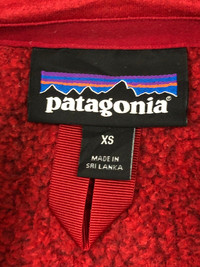 patagonia
XS
MADE IN
SRI LANKA